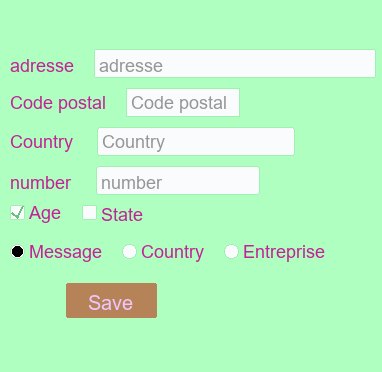 adresse adresse
Code postal Code postal
Country Country
number number
Age State
Message Country Entreprise
Save